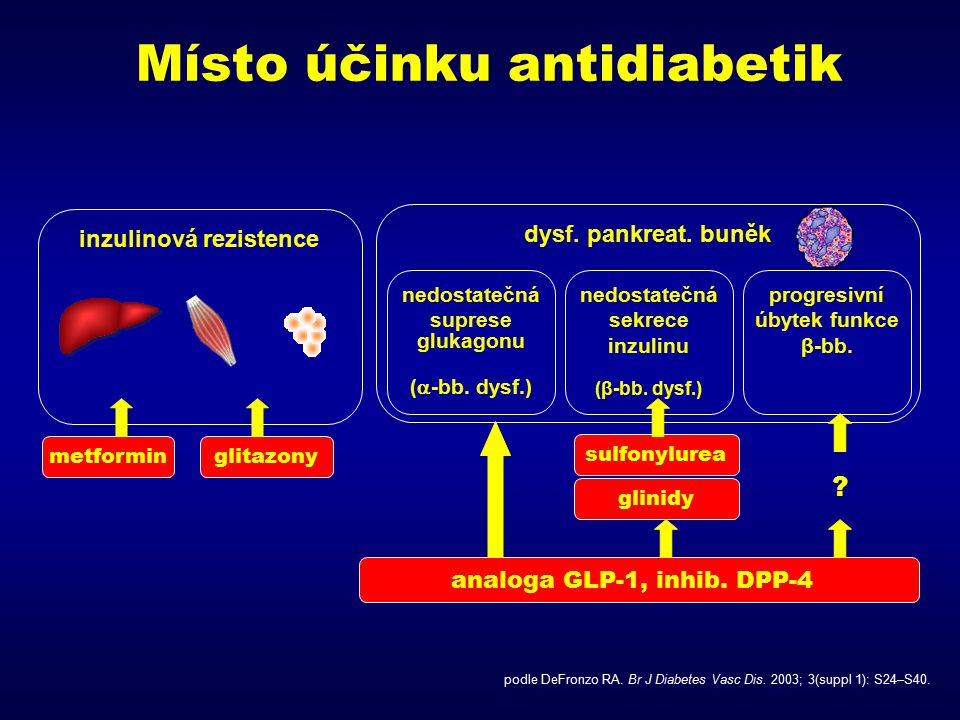 Místo účinku antidiabetik
inzulinová rezistence
dysf. pankreat. buněk
nedostatečná
suprese
glukagonu
(α-bb. dysf.)
nedostatečná
sekrece
inzulinu
(β-bb. dysf.)
progresivní
úbytek funkce
β-bb.
metformin
glitazony
sulfonylurea
glinidy
?
analoga GLP-1, inhib. DPP-4
podle DeFronzo RA. Br J Diabetes Vasc Dis. 2003; 3(suppl 1): S24–S40.